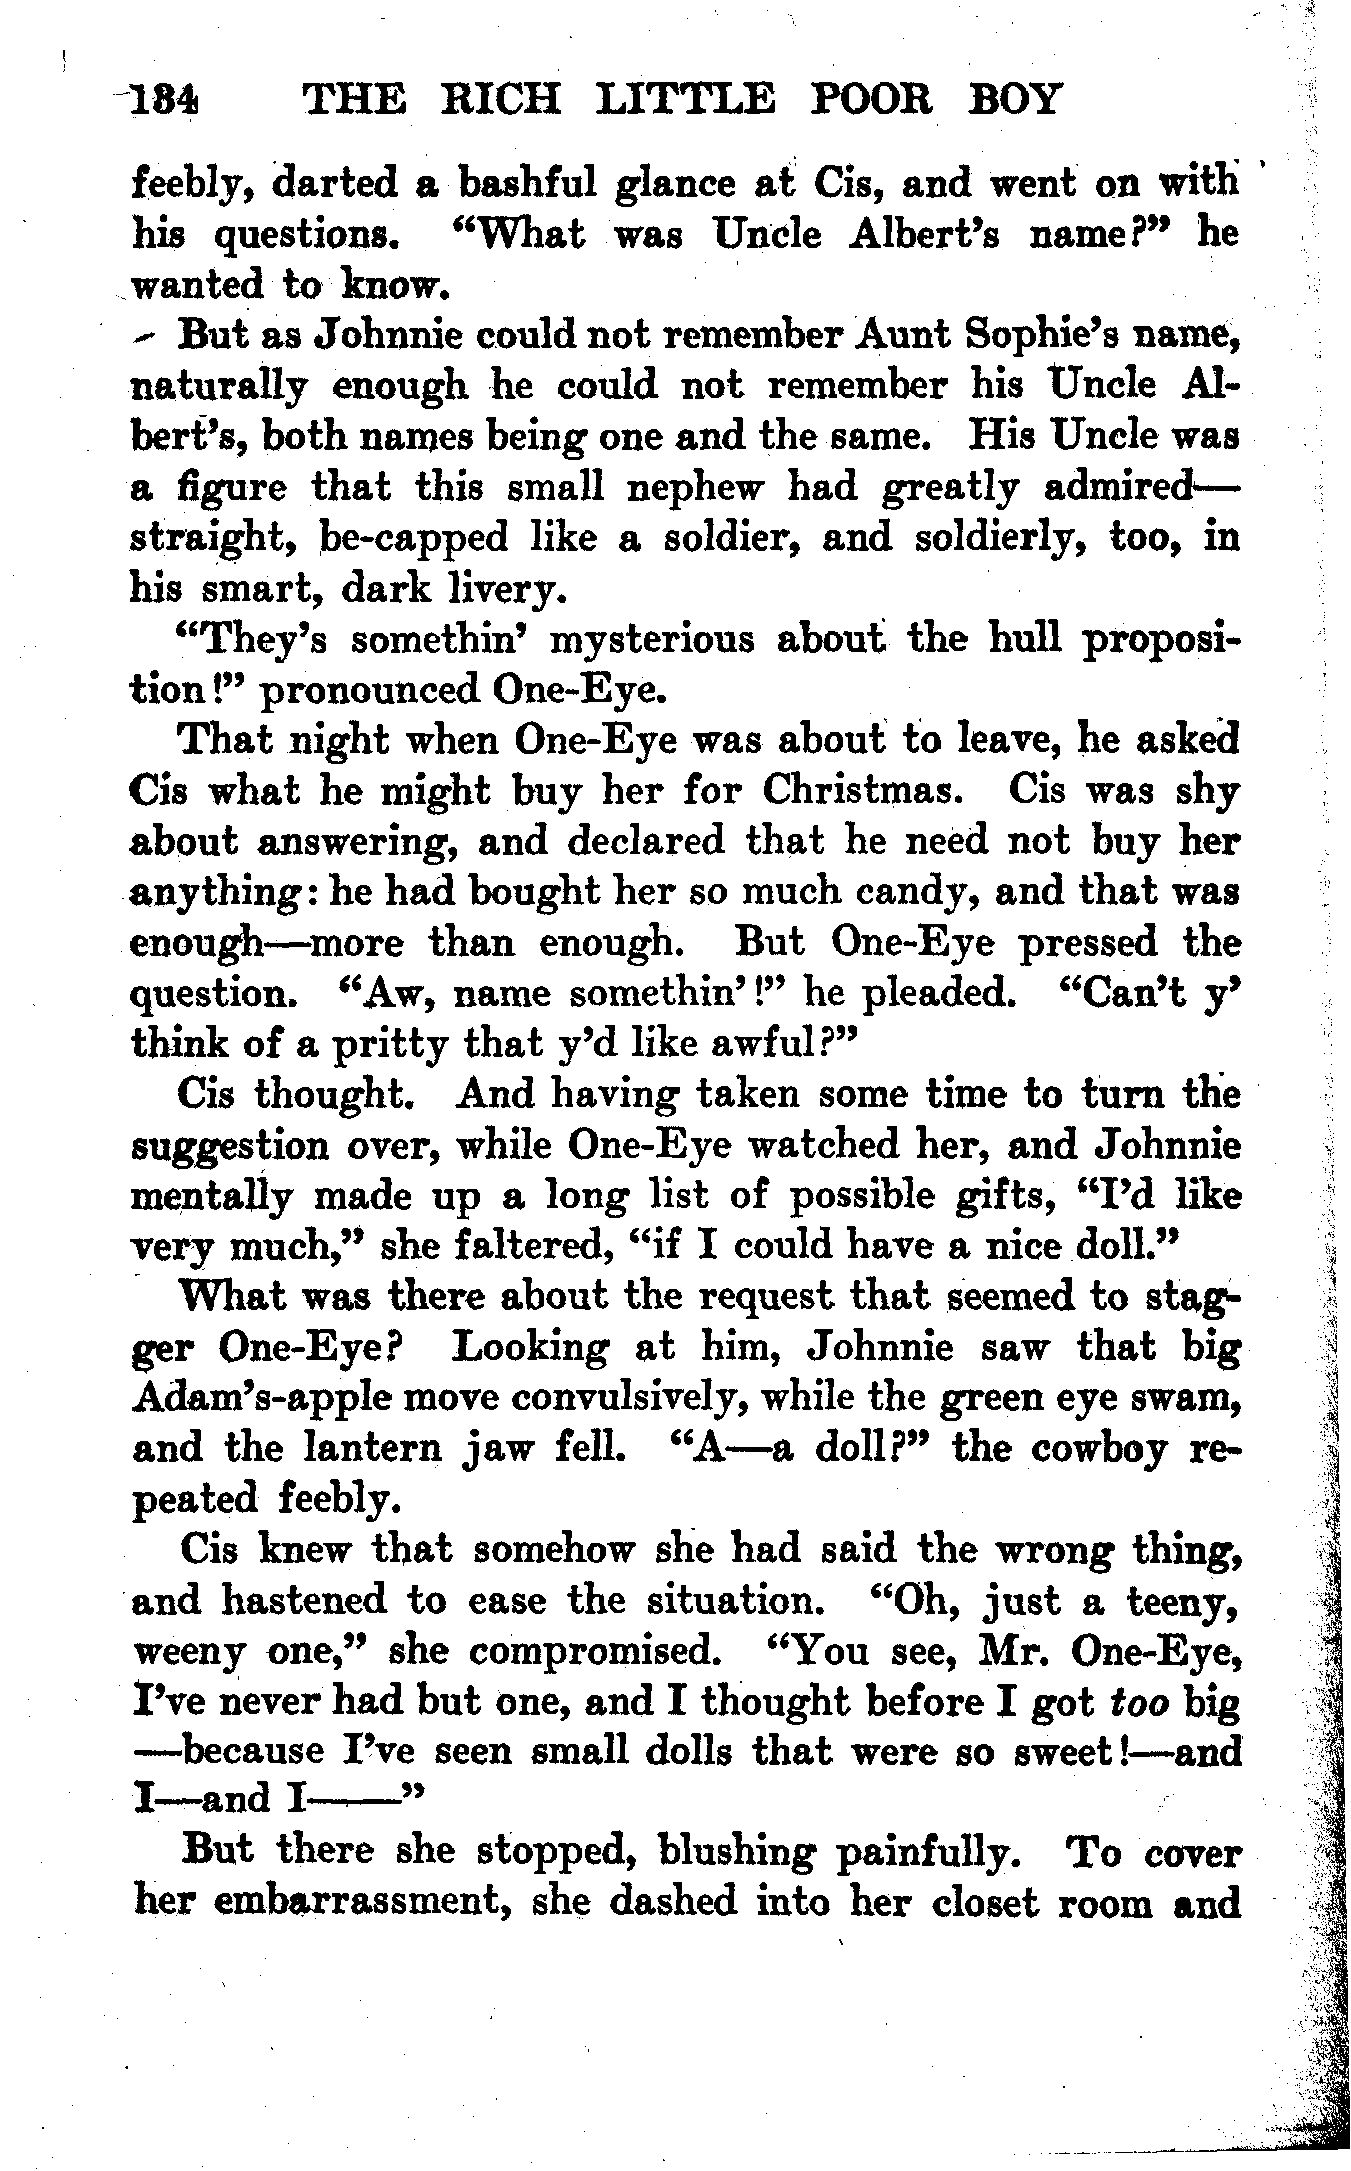 184 THE RICH LITTLE POOR BOY
feebly, darted a bashful glance at Cis, and went on with
his questions. “What was Uncle Albert’s name?” he
wanted to know.
But as Johnnie could not remember Aunt Sophie’s name,
naturally enough he could not remember his Uncle Al-
bert’s, both names being one and the same. His Uncle was
a figure that this small nephew had greatly admired—
straight, be-capped like a soldier, and soldierly, too, in
his smart, dark livery.
“They’s somethin’ mysterious about the hull proposi-
tion!” pronounced One-Eye.
That night when One-Eye was about to leave, he asked
Cis what he might buy her for Christmas. Cis was shy
about answering, and declared that he need not buy her
anything: he had bought her so much candy, and that was
enough—more than enough. But One-Eye pressed the
question. “Aw, name somethin’!” he pleaded. “Can’t y’
think of a pritty that y’d like awful?”
Cis thought. And having taken some time to turn the
suggestion over, while One-Eye watched her, and Johnnie
mentally made up a long list of possible gifts, “I’d like
very much,” she faltered, “if I could have a nice doll.”
What was there about the request that seemed to stag-
ger One-Eye? Looking at him, Johnnie saw that big
Adam’s-apple move convulsively, while the green eye swam,
and the lantern jaw fell. “A—a doll?” the cowboy re-
peated feebly.
Cis knew that somehow she had said the wrong thing,
and hastened to ease the situation. “Oh, just a teeny,
weeny one,” she compromised. “You see, Mr. One-Eye,
I’ve never had but one, and I thought before I got too big
—because I’ve seen small dolls that were so sweet!—and
I—and I——”
But there she stopped, blushing painfully. To cover
her embarrassment, she dashed into her closet room and